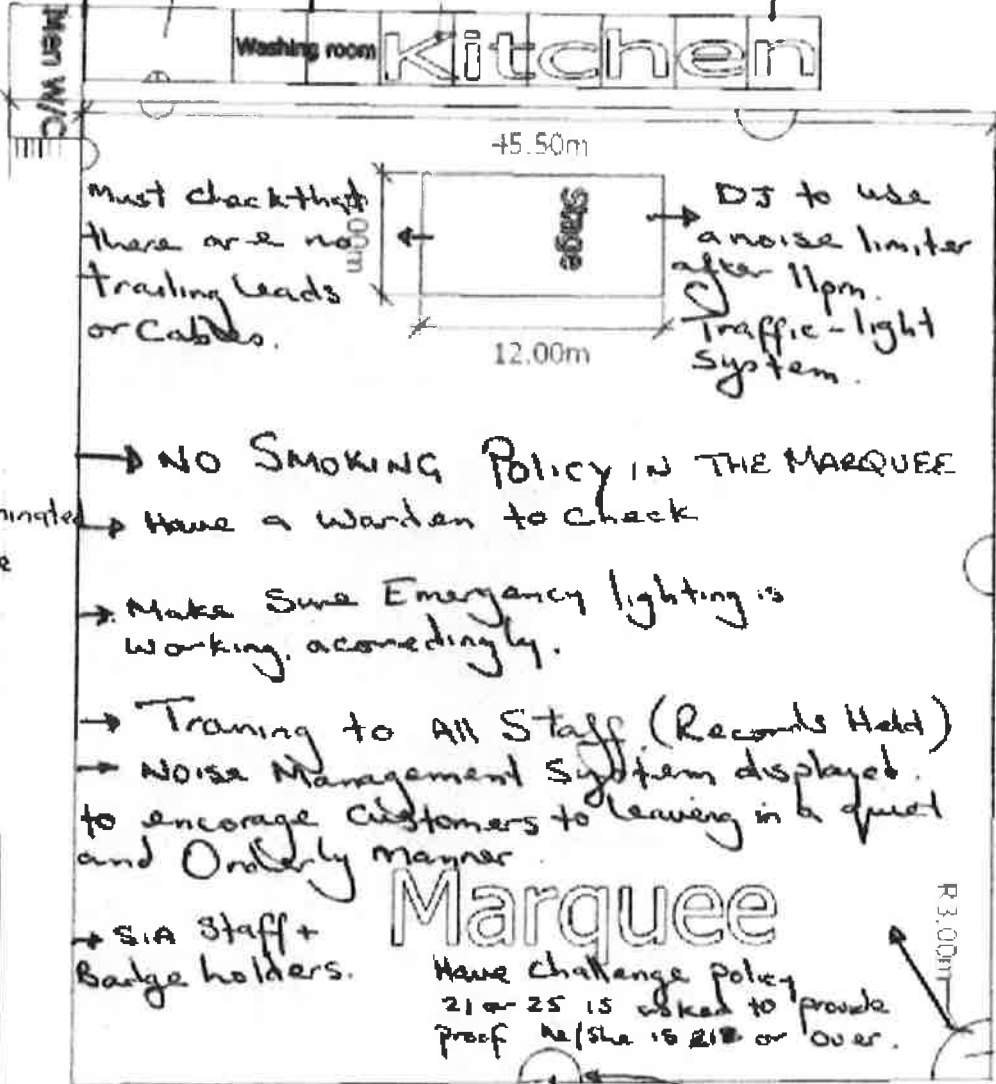 Men W/C
Washing room
Kitchen
45.50m
Must check that
there are no
trailing leads
or Cables.
00m
Stage
12.00m
DJ to use
a noise limiter
after 11pm.
Traffic-light
System.
→ NO SMOKING Policy IN THE MARQUEE
→ Have a warden to check
→ Make Sure Emergency lighting is
working.
→ Traning to All Staff. (Records Held)
→ Noise Management System displayed.
to encorage Customers to leaving in a quiet
and Orderly manner.
Marquee
R3.00m
→ SIA Staff +
Badge holders.
Have challenge policy
21 or 25 is asked to provide
proof he/she is or over.